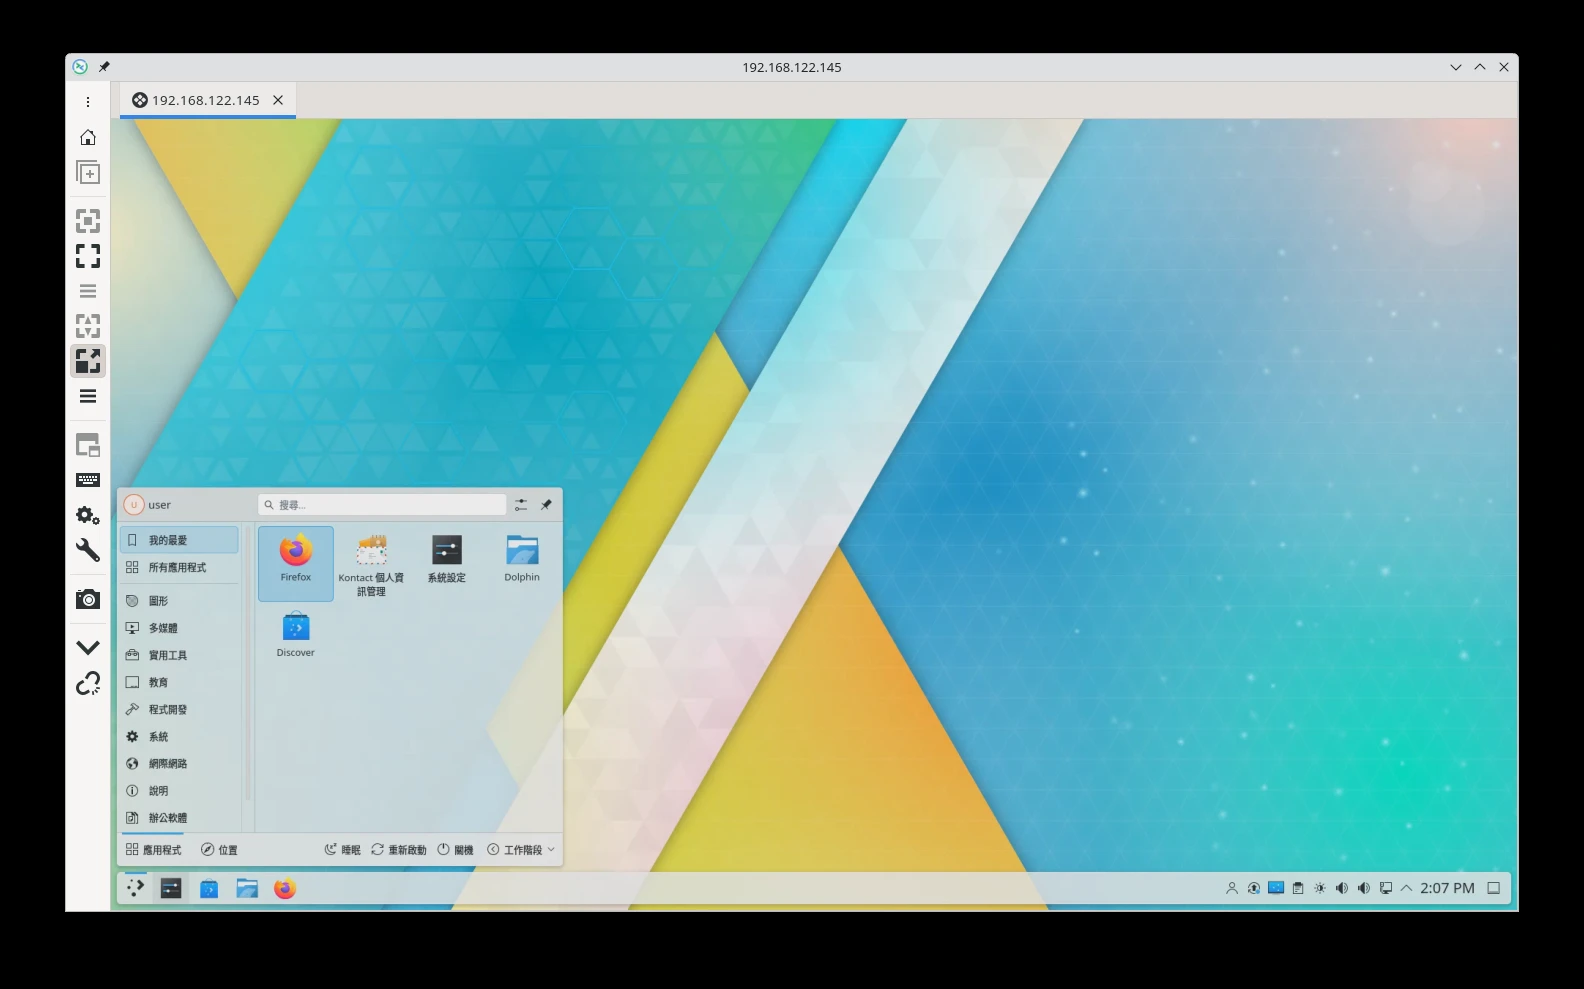 192.168.122.145
192.168.122.145
U user
搜尋...
我的最愛
所有應用程式
圖形
多媒體
實用工具
教育
程式開發
系統
網際網路
說明
辦公軟體
Firefox
Kontact 個人資
訊管理
系統設定
Dolphin
Discover
應用程式 位置 睡眠 重新啟動 關機 工作階段
2:07 PM